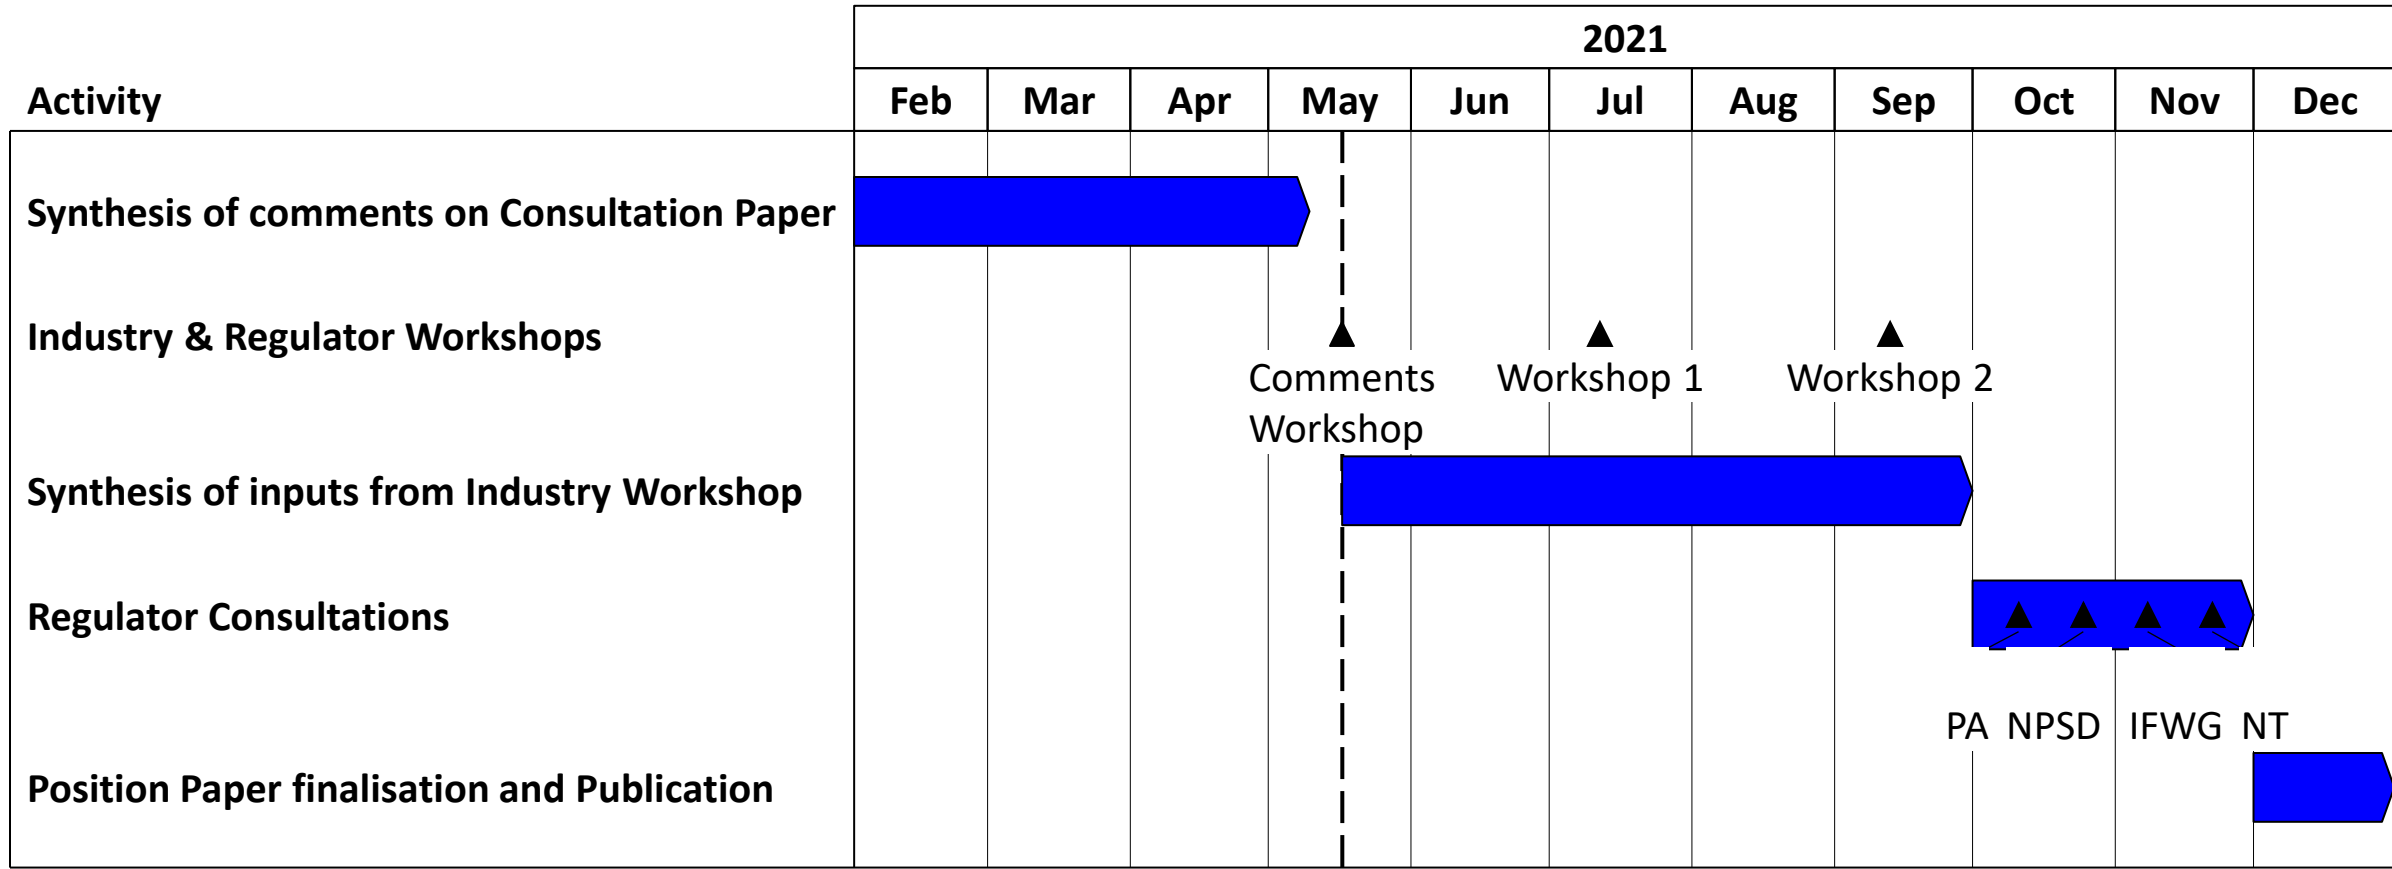 2021
Activity Feb Mar Apr May Jun Jul Aug Sep Oct Nov Dec
Synthesis of comments on Consultation Paper
Industry & Regulator Workshops
Comments Workshop 1 Workshop 2
Workshop
Synthesis of inputs from Industry Workshop
Regulator Consultations
PA NPSD IFWG NT
Position Paper finalisation and Publication